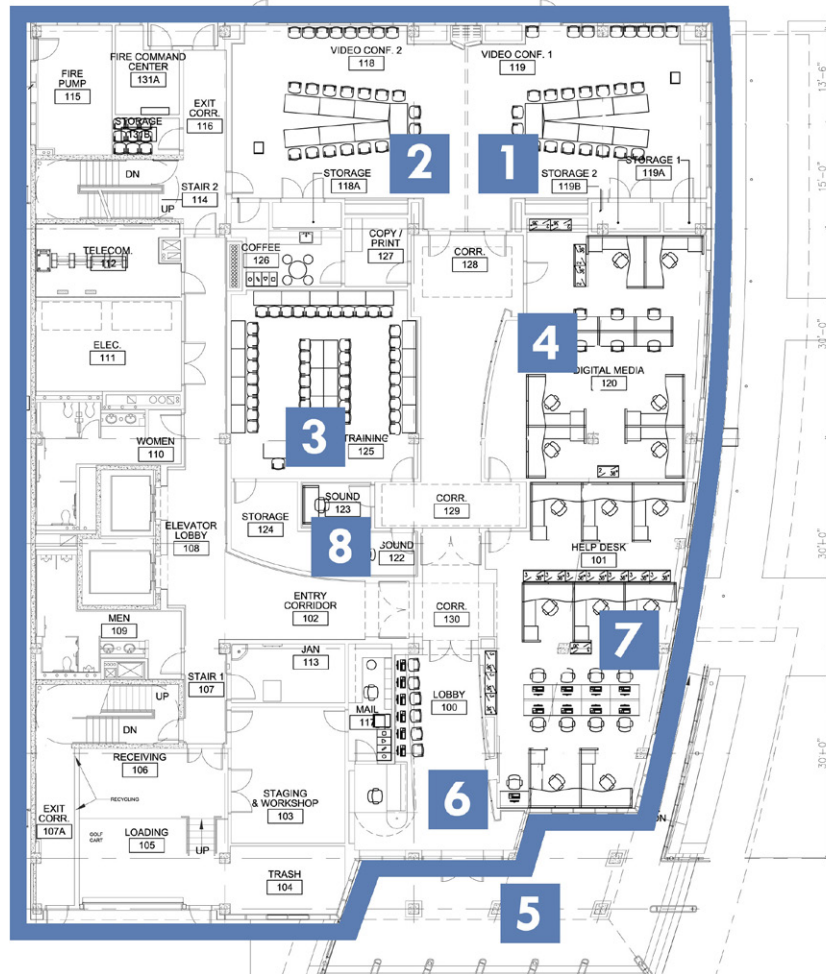 VIDEO CONF. 2
118
VIDEO CONF. 1
119
FIRE COMMAND
CENTER
131A
FIRE
PUMP
115
EXIT
CORR.
116
STORAGE
131B
2
1
13'-6"
DN
STORAGE
118A
STORAGE 2
119B
STORAGE 1
119A
15'-0"
STAIR 2
114
UP
TELECOM.
112
COFFEE
126
COPY /
PRINT
127
CORR.
128
4
30'-0"
ELEC.
111
DIGITAL MEDIA
120
3
TRAINING
125
WOMEN
110
SOUND
123
CORR.
129
STORAGE
124
ELEVATOR
LOBBY
108
8
SOUND
122
HELP DESK
101
30'+0"
ENTRY
CORRIDOR
102
CORR.
130
MEN
109
7
JAN
113
STAIR 1
107
UP
LOBBY
100
MAIL
117
DN
RECEIVING
106
RECYCLING
6
STAGING
& WORKSHOP
103
30'+0"
EXIT
CORR.
107A
GOLF
CART
LOADING
105
UP
ON
TRASH
104
5